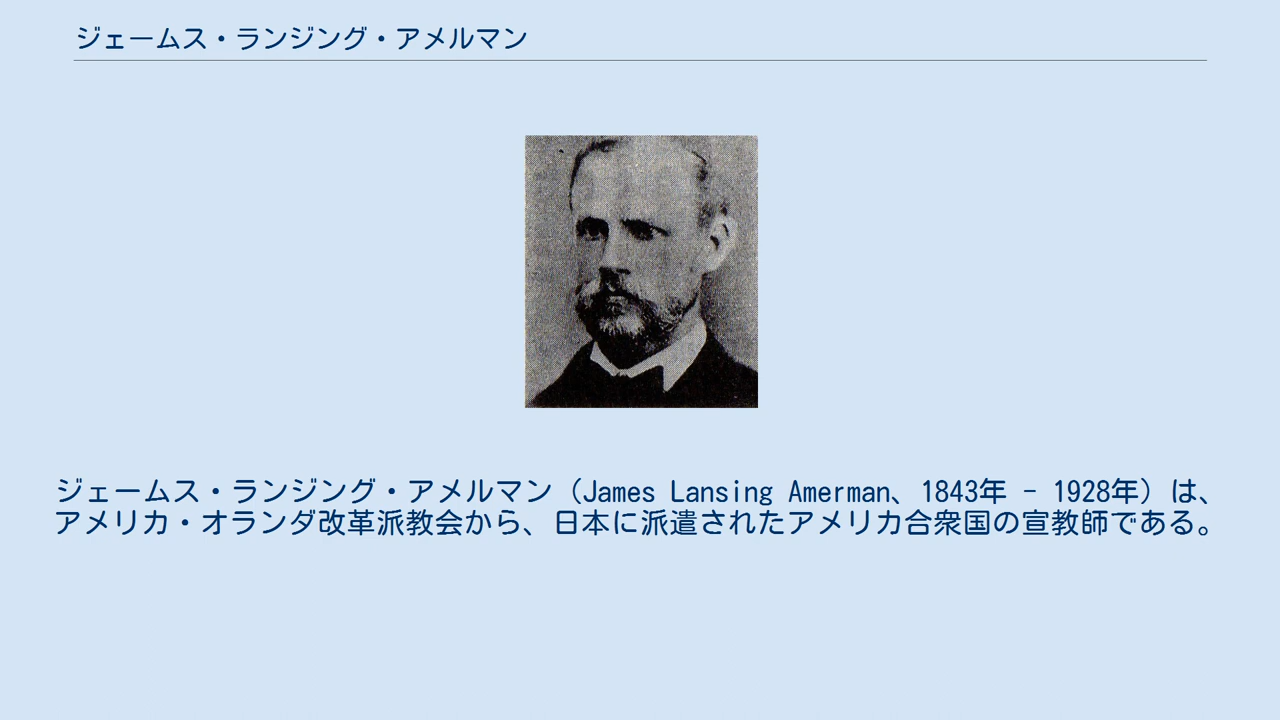 ジェームス・ランジング・アメルマン
ジェームス・ランジング・アメルマン（James Lansing Amerman、1843年 - 1928年）は、
アメリカ・オランダ改革派教会から、日本に派遣されたアメリカ合衆国の宣教師である。